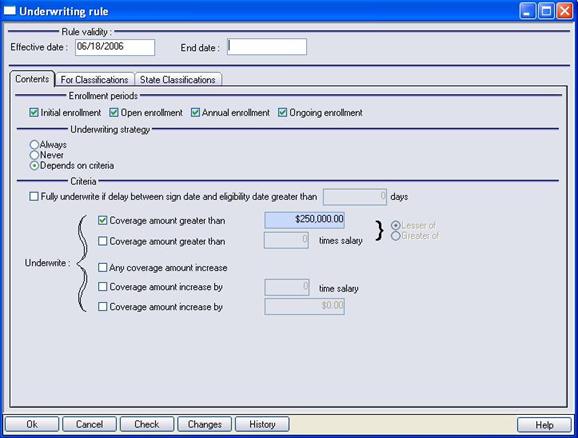 Underwriting rule
Rule validity :
Effective date : 06/18/2006 End date :
Contents For Classifications State Classifications
Enrollment periods
Initial enrollment Open enrollment Annual enrollment Ongoing enrollment
Underwriting strategy
Always
Never
Depends on criteria
Criteria
Fully underwrite if delay between sign date and eligibility date greater than 0 days
Coverage amount greater than $250,000.00
Lesser of
Coverage amount greater than 0 times salary
Greater of
Underwrite :
Any coverage amount increase
Coverage amount increase by 0 time salary
Coverage amount increase by $0.00
Ok Cancel Check Changes History Help